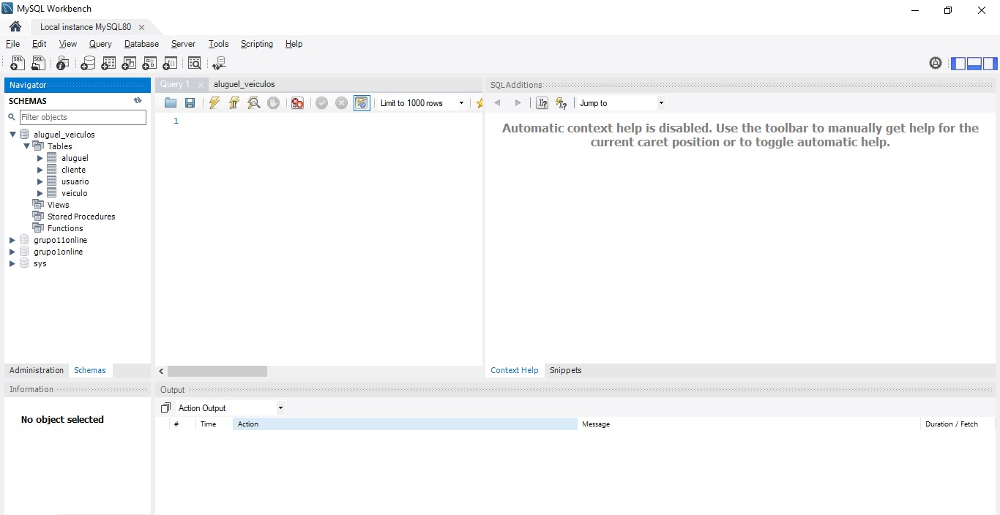 MySQL Workbench
Local instance MySQL80
File Edit View Query Database Server Tools Scripting Help
Navigator
SCHEMAS
Filter objects
aluguel_veiculos
Tables
aluguel
cliente
usuario
veiculo
Views
Stored Procedures
Functions
grupo11online
grupo1online
sys
Administration Schemas
Information
No object selected
Query 1 aluguel_veiculos
Limit to 1000 rows
1
SQLAdditions
Jump to
Automatic context help is disabled. Use the toolbar to manually get help for the
current caret position or to toggle automatic help.
Context Help Snippets
Output
Action Output
# Time Action Message Duration / Fetch